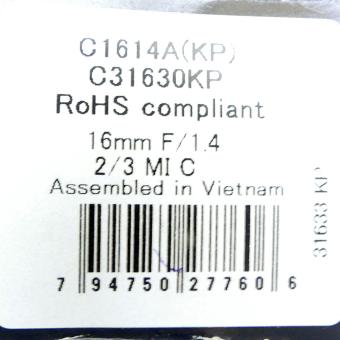 C1614A(KP)
C31630KP
RoHS compliant
16mm F/1.4
2/3 MI C
Assembled in Vietnam
7 94750 27760 6
31633 KP